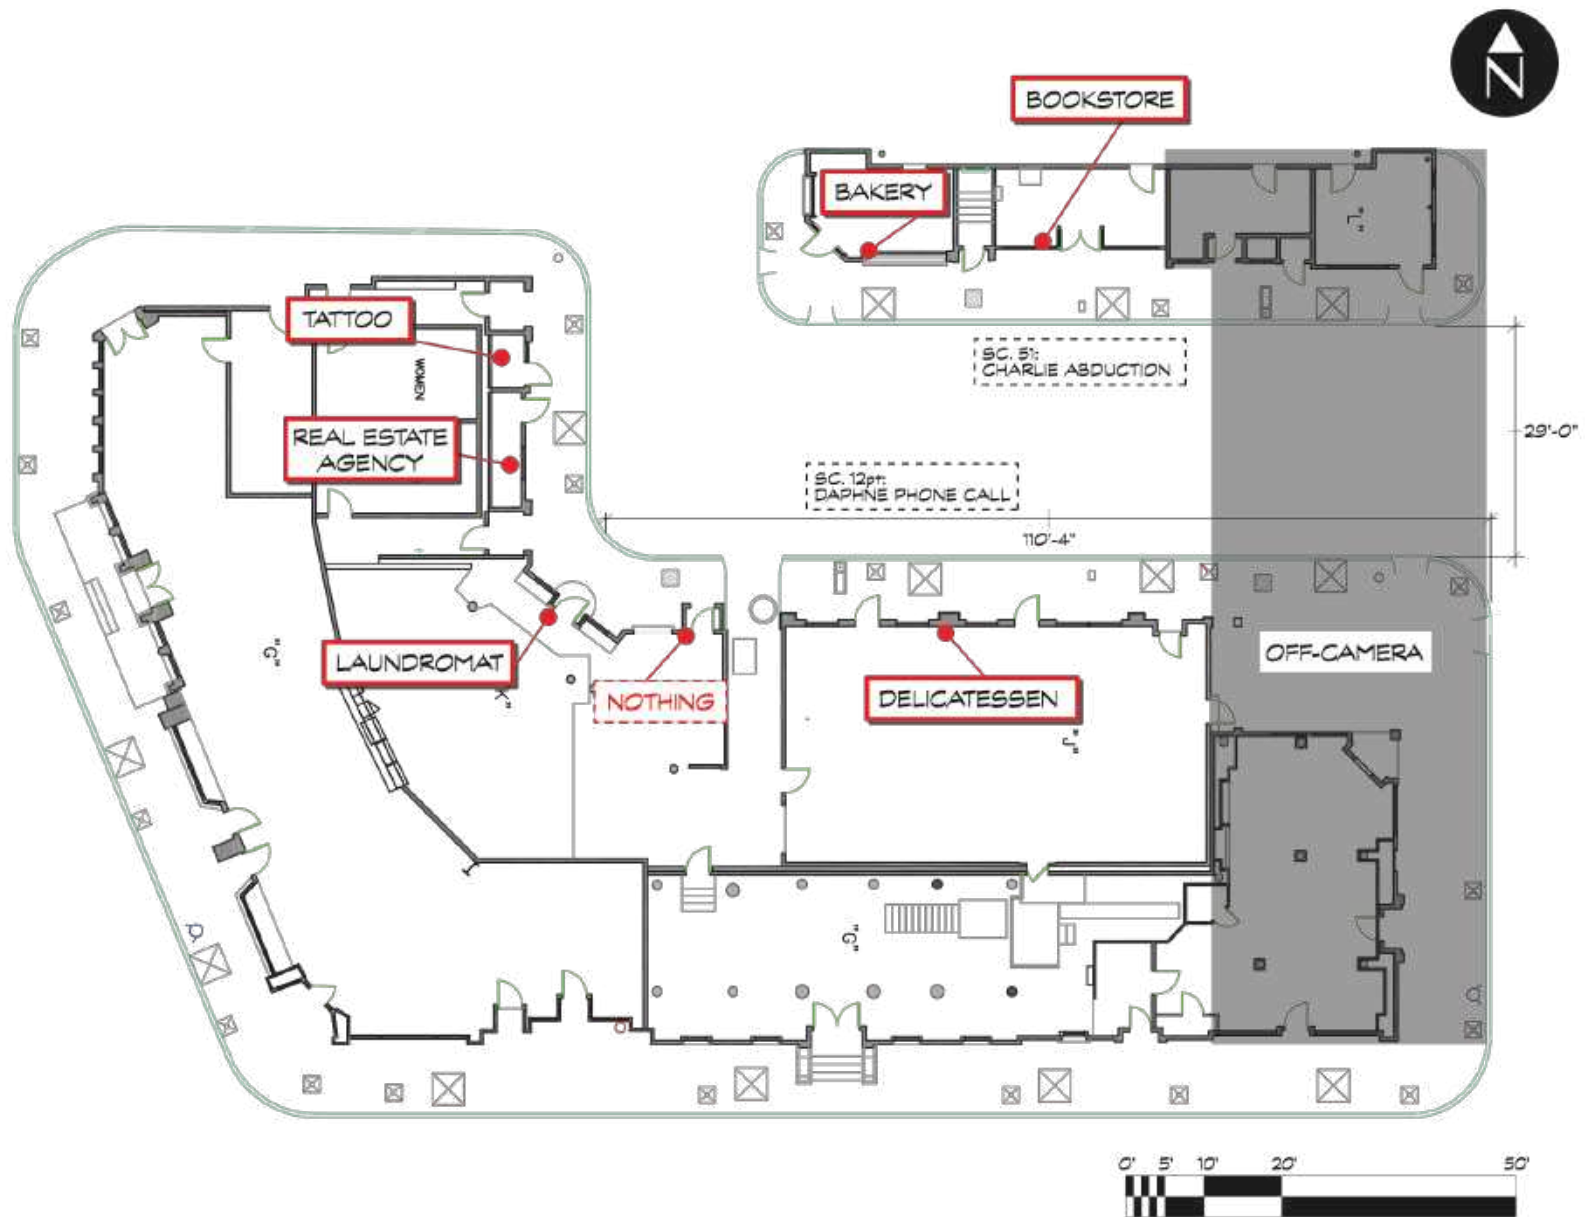 N
BOOKSTORE
BAKERY
"L"
TATTOO
WOMEN
SC. 51:
CHARLIE ABDUCTION
REAL ESTATE
AGENCY
29'-0"
SC. 12pt:
DAPHNE PHONE CALL
110'-4"
"G"
LAUNDROMAT
"K"
NOTHING
DELICATESSEN
OFF-CAMERA
"J"
"G"
0' 5' 10' 20' 50'